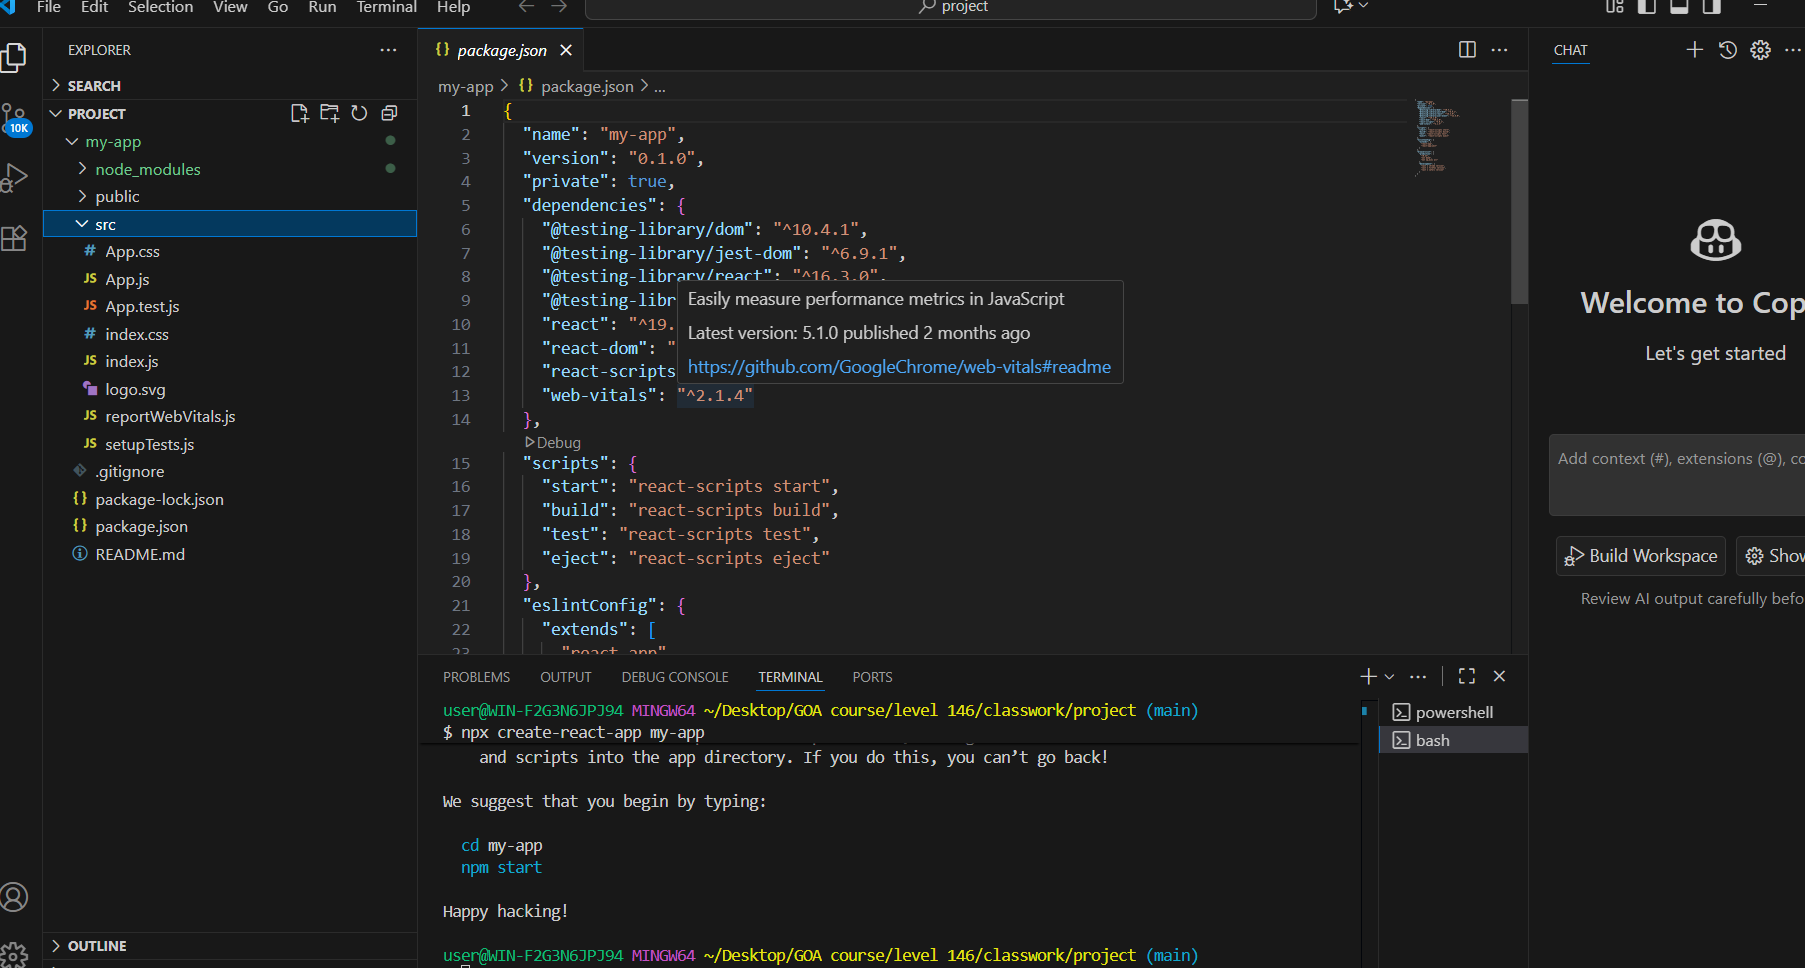 File Edit Selection View Go Run Terminal Help
project
EXPLORER
SEARCH
PROJECT
my-app
node_modules
public
src
# App.css
JS App.js
JS App.test.js
# index.css
JS index.js
logo.svg
JS reportWebVitals.js
JS setupTests.js
.gitignore
{} package-lock.json
{} package.json
README.md
OUTLINE
10K
{} package.json
my-app > {} package.json > ...
1 {
2 "name": "my-app",
3 "version": "0.1.0",
4 "private": true,
5 "dependencies": {
6 "@testing-library/dom": "^10.4.1",
7 "@testing-library/jest-dom": "^6.9.1",
8 "@testing-library/react": "^16.3.0",
9 "@testing-libr
10 "react": "^19.
11 "react-dom": "
12 "react-scripts
13 "web-vitals": "^2.1.4"
14 },
Easily measure performance metrics in JavaScript
Latest version: 5.1.0 published 2 months ago
https://github.com/GoogleChrome/web-vitals#readme
Debug
15 "scripts": {
16 "start": "react-scripts start",
17 "build": "react-scripts build",
18 "test": "react-scripts test",
19 "eject": "react-scripts eject"
20 },
21 "eslintConfig": {
22 "extends": [
23 "react-app"
PROBLEMS OUTPUT DEBUG CONSOLE TERMINAL PORTS
user@WIN-F2G3N6JPJ94 MINGW64 ~/Desktop/GOA course/level 146/classwork/project (main)
$ npx create-react-app my-app
and scripts into the app directory. If you do this, you can’t go back!
We suggest that you begin by typing:
cd my-app
npm start
Happy hacking!
user@WIN-F2G3N6JPJ94 MINGW64 ~/Desktop/GOA course/level 146/classwork/project (main)
powershell
bash
CHAT
Welcome to Cop
Let's get started
Add context (#), extensions (@), co
Build Workspace
Show
Review AI output carefully befo